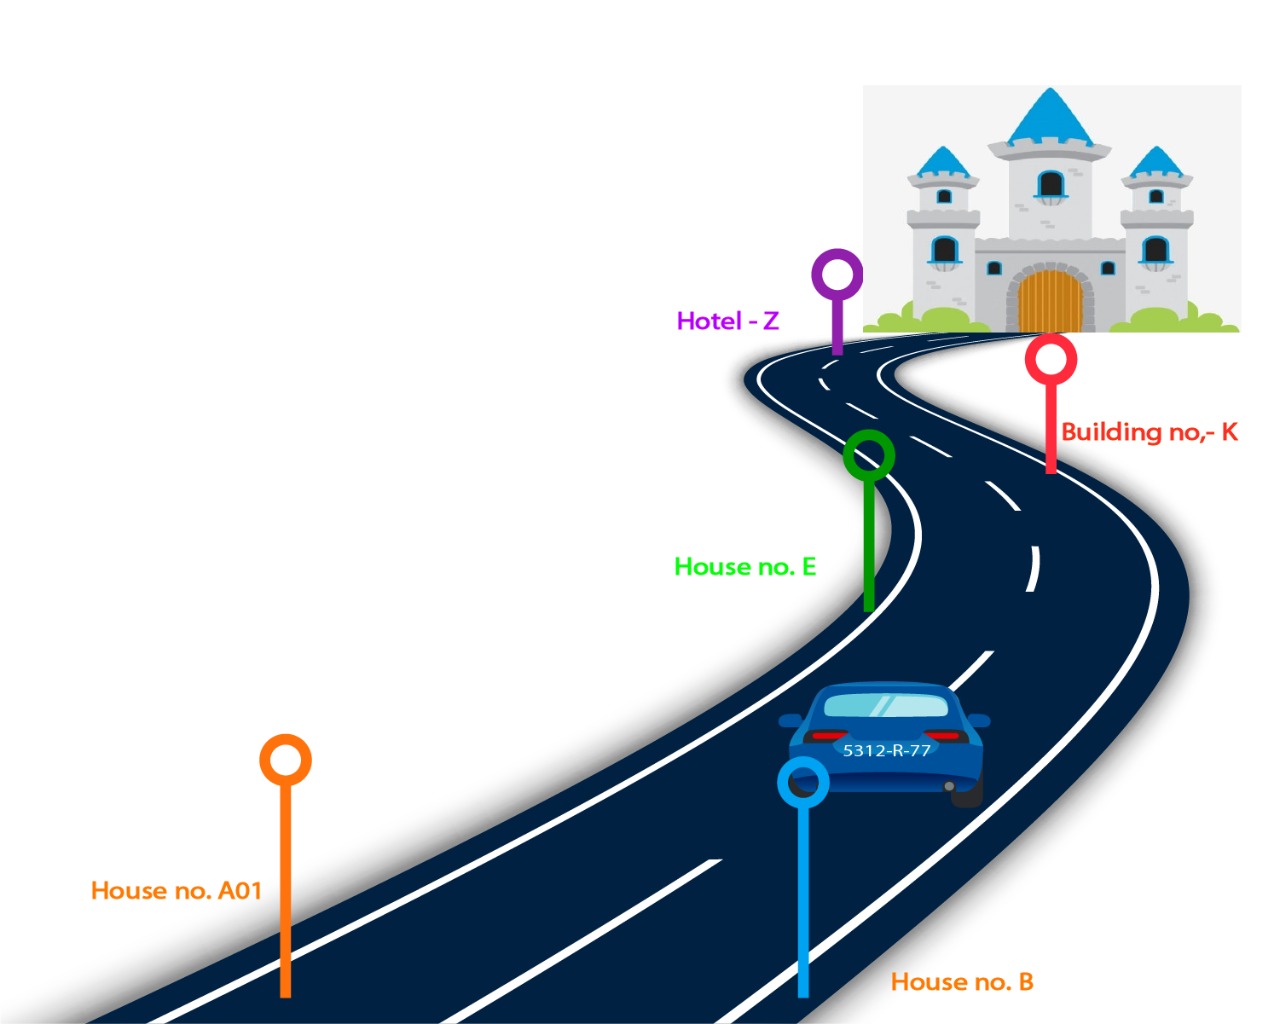 Hotel - Z
Building no,- K
House no. E
5312-R-77
House no. A01
House no. B